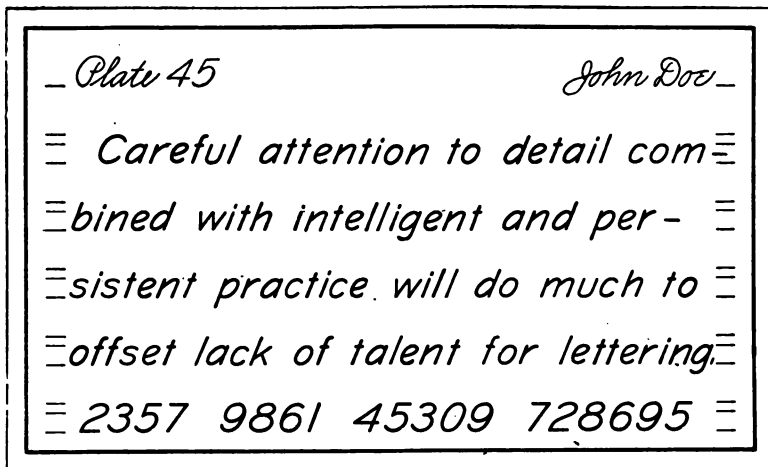 Plate 45 John Doe
Careful attention to detail com-
bined with intelligent and per-
sistent practice will do much to
offset lack of talent for lettering.
2357 9861 45309 728695